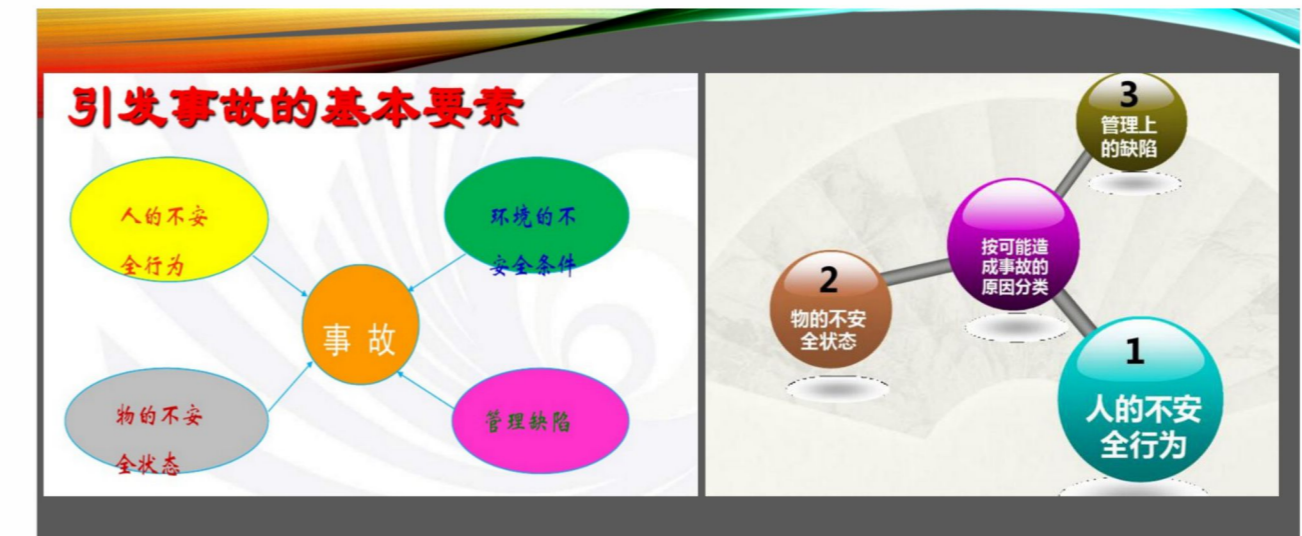 引发事故的基本要素
人的不安
全行为
环境的不
安全条件
事 故
物的不安
全状态
管理缺陷
3
管理上
的缺陷
按可能造
成事故的
原因分类
2
物的不安
全状态
1
人的不安
全行为